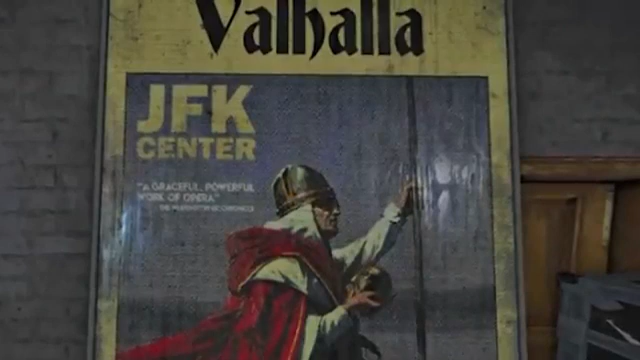 Valhalla
JFK
CENTER
"A GRACEFUL, POWERFUL
WORK OF OPERA"